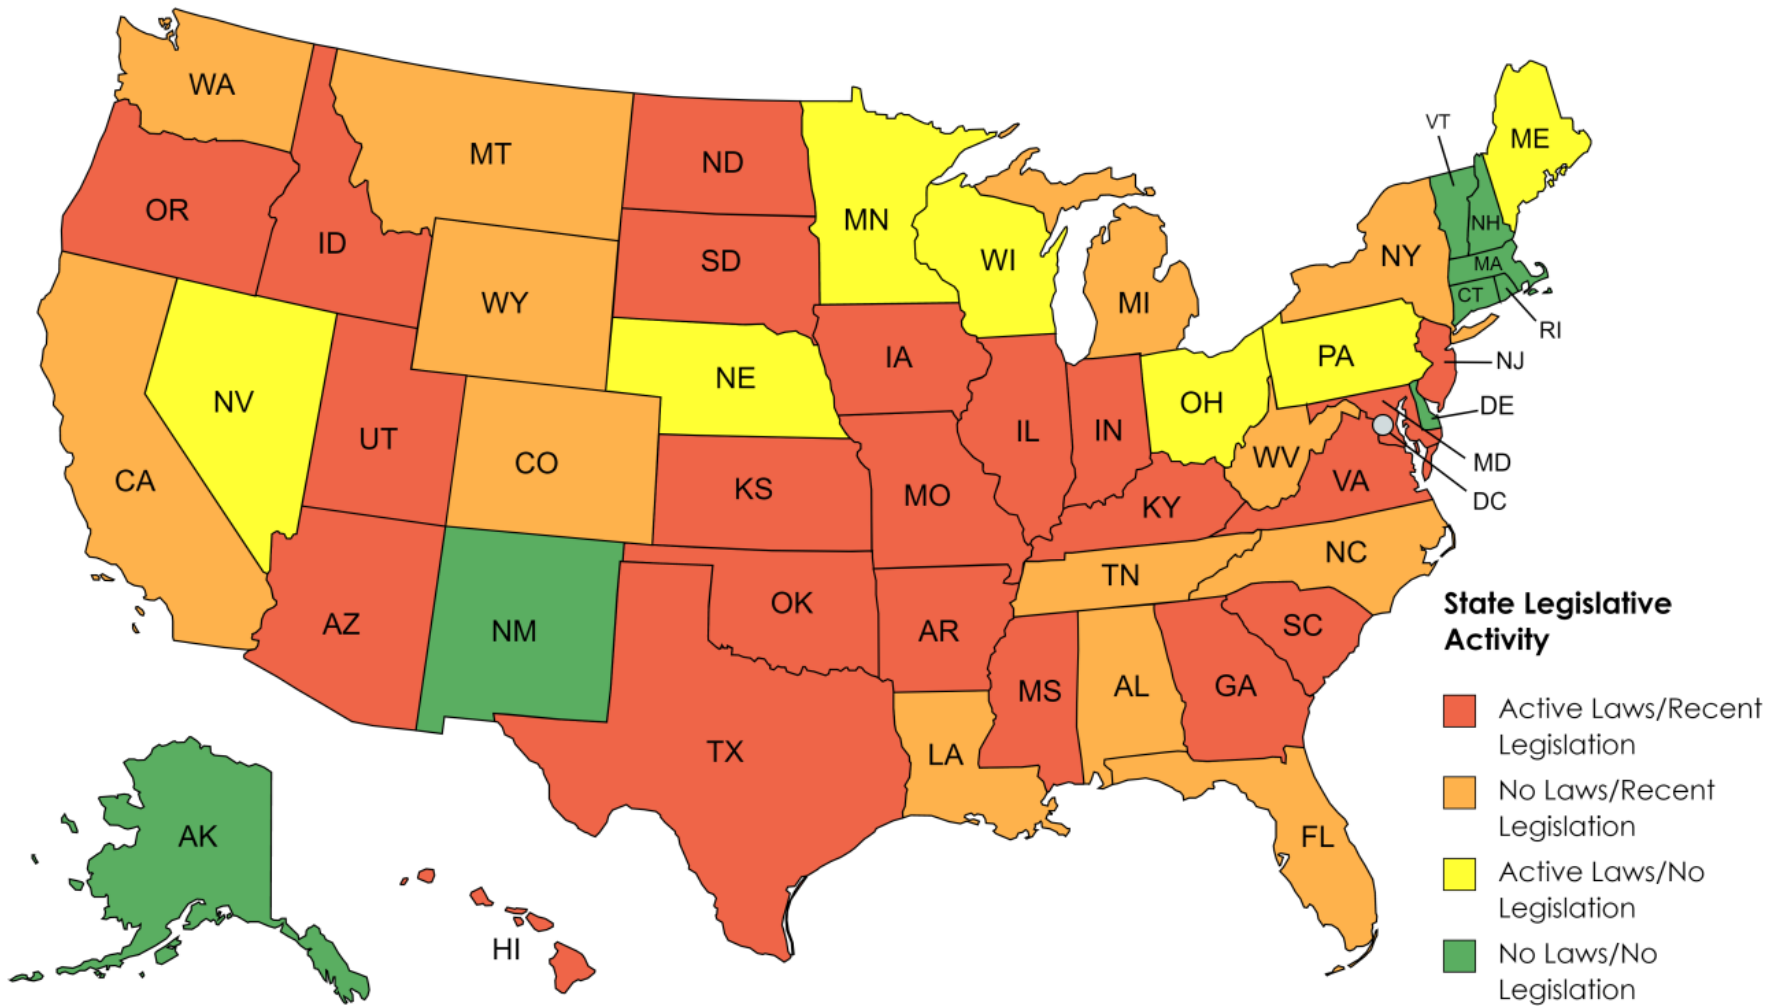 WA
MT
ND
MN
VT
ME
OR
ID
SD
WI
NH
NY
MA
WY
MI
CT
RI
IA
PA
NJ
NE
NV
OH
DE
UT
IL
IN
CO
WV
MD
CA
KS
MO
VA
DC
KY
NC
TN
OK
AZ
NM
AR
SC
MS
AL
GA
TX
LA
FL
AK
HI
State Legislative
Activity
Active Laws/Recent
Legislation
No Laws/Recent
Legislation
Active Laws/No
Legislation
No Laws/No
Legislation